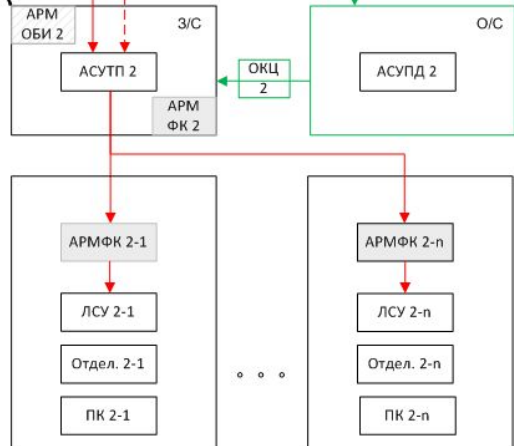 АРМ
ОБИ 2
З/С
АСУТП 2
АРМ
ФК 2
ОКЦ
2
О/С
АСУПД 2
АРМФК 2-1
ЛСУ 2-1
Отдел. 2-1
ПК 2-1
АРМФК 2-n
ЛСУ 2-n
Отдел. 2-n
ПК 2-n